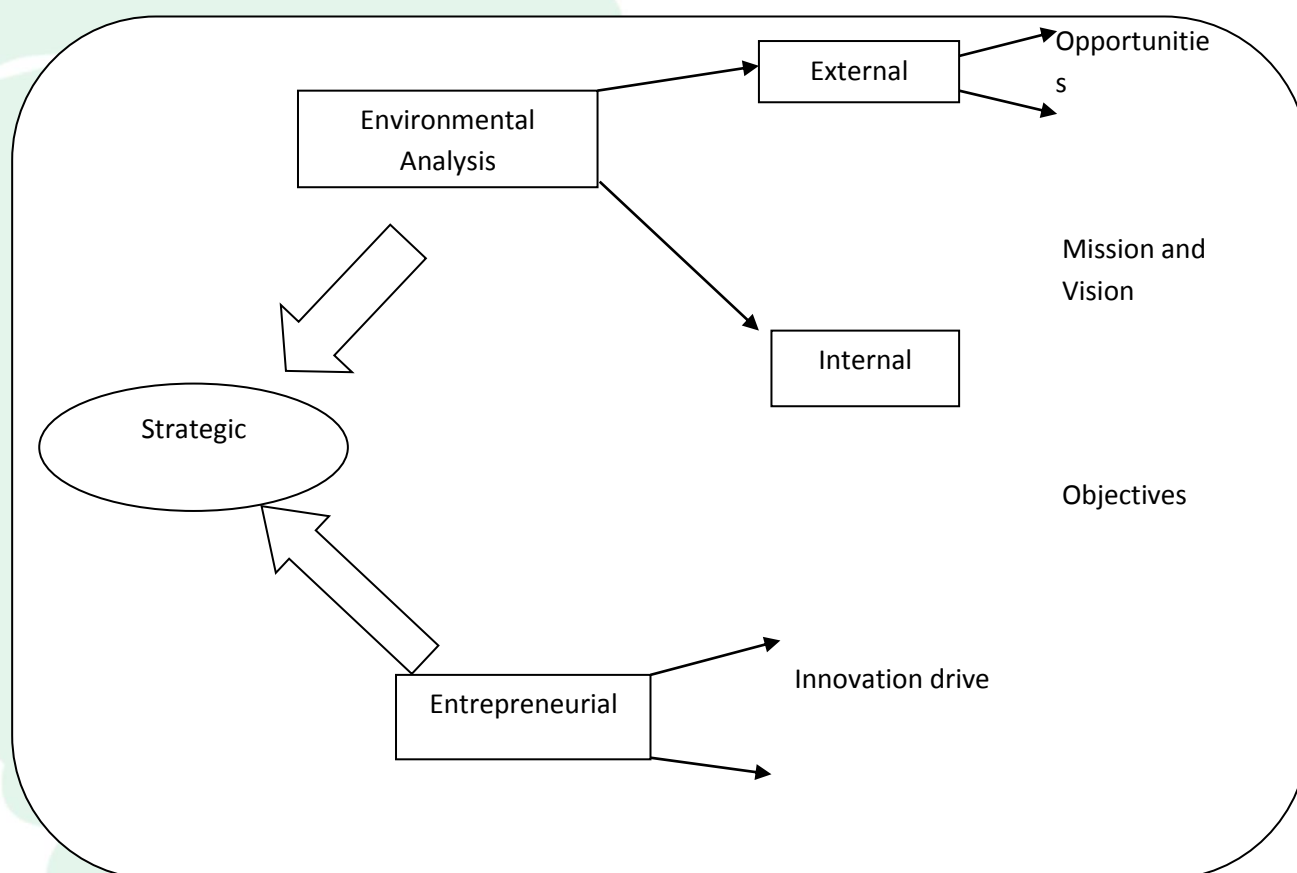 Opportunitie
s
External
Environmental
Analysis
Mission and
Vision
Internal
Strategic
Objectives
Innovation drive
Entrepreneurial